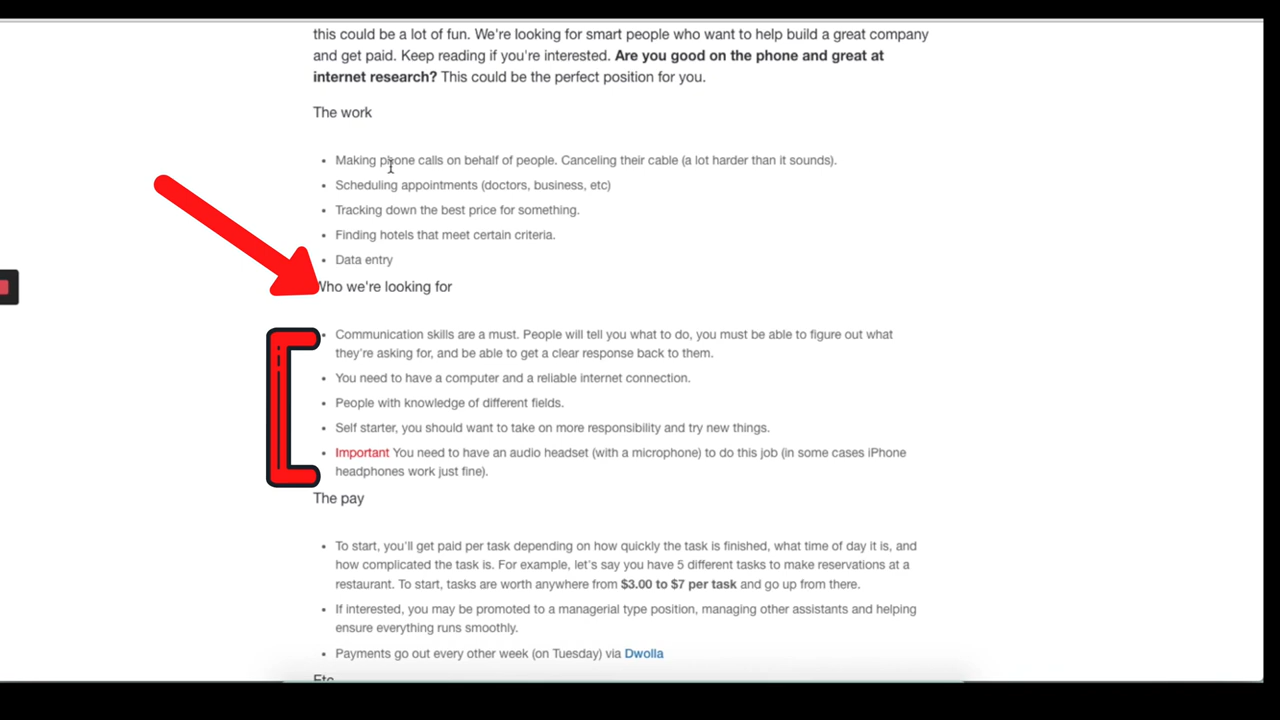 this could be a lot of fun. We're looking for smart people who want to help build a great company
and get paid. Keep reading if you're interested. Are you good on the phone and great at
internet research? This could be the perfect position for you.
The work
Making phone calls on behalf of people. Canceling their cable (a lot harder than it sounds).
Scheduling appointments (doctors, business, etc)
Tracking down the best price for something.
Finding hotels that meet certain criteria.
Data entry
Who we're looking for
Communication skills are a must. People will tell you what to do, you must be able to figure out what
they're asking for, and be able to get a clear response back to them.
You need to have a computer and a reliable internet connection.
People with knowledge of different fields.
Self starter, you should want to take on more responsibility and try new things.
Important You need to have an audio headset (with a microphone) to do this job (in some cases iPhone
headphones work just fine).
The pay
To start, you'll get paid per task depending on how quickly the task is finished, what time of day it is, and
how complicated the task is. For example, let's say you have 5 different tasks to make reservations at a
restaurant. To start, tasks are worth anywhere from $3.00 to $7 per task and go up from there.
If interested, you may be promoted to a managerial type position, managing other assistants and helping
ensure everything runs smoothly.
Payments go out every other week (on Tuesday) via Dwolla
Etc